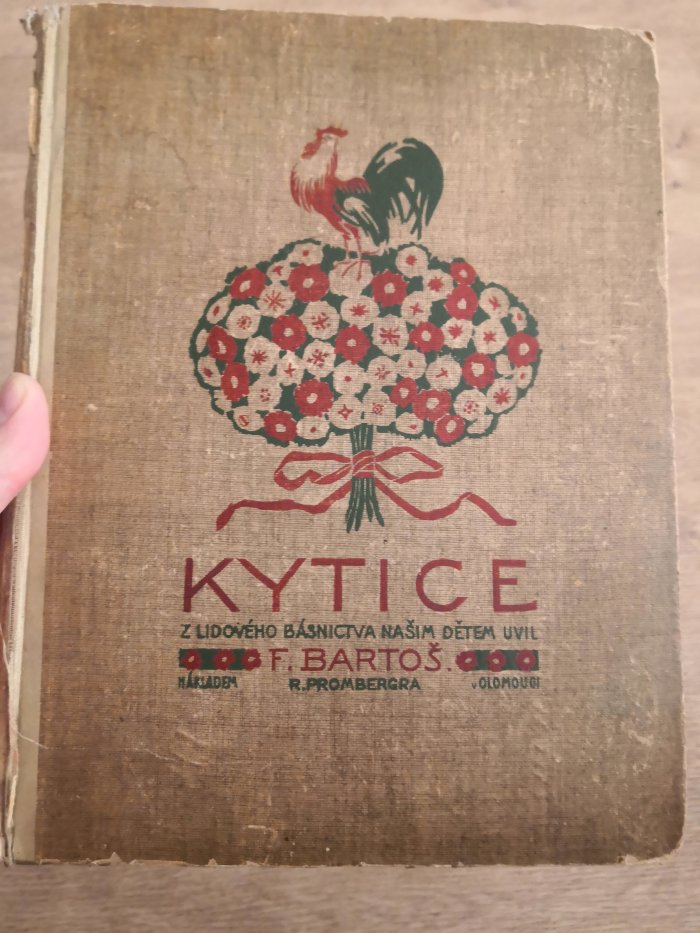 KYTICE
Z LIDOVÉHO BÁSNICTVA NAŠIM DĚTEM UVIL
F. BARTOŠ.
NÁKLADEM R. PROMBERGRA V OLOMOUCI